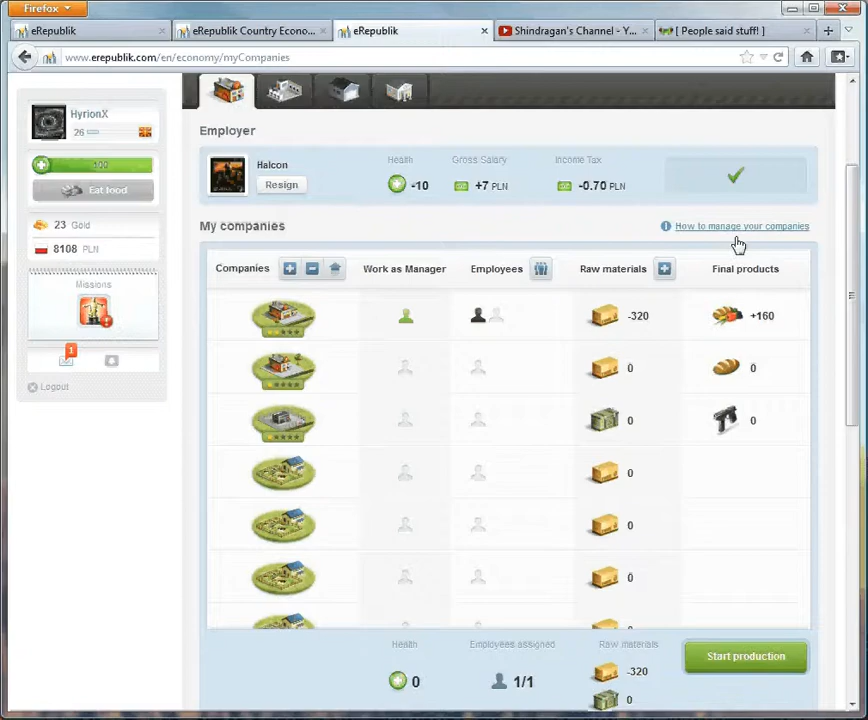 Firefox
eRepublik
eRepublik Country Econo...
eRepublik
Shindragan's Channel - Y...
[ People said stuff! ]
www.erepublik.com/en/economy/myCompanies
HyrionX
26
100
Eat food
23 Gold
8108 PLN
Missions
1
Logout
Employer
Halcon
Resign
Health
-10
Gross Salary
+7 PLN
Income Tax
-0.70 PLN
My companies
How to manage your companies
Companies
Work as Manager
Employees
Raw materials
Final products
-320
+160
0
0
0
0
0
0
0
Health
0
Employees assigned
1/1
Raw materials
-320
0
Start production